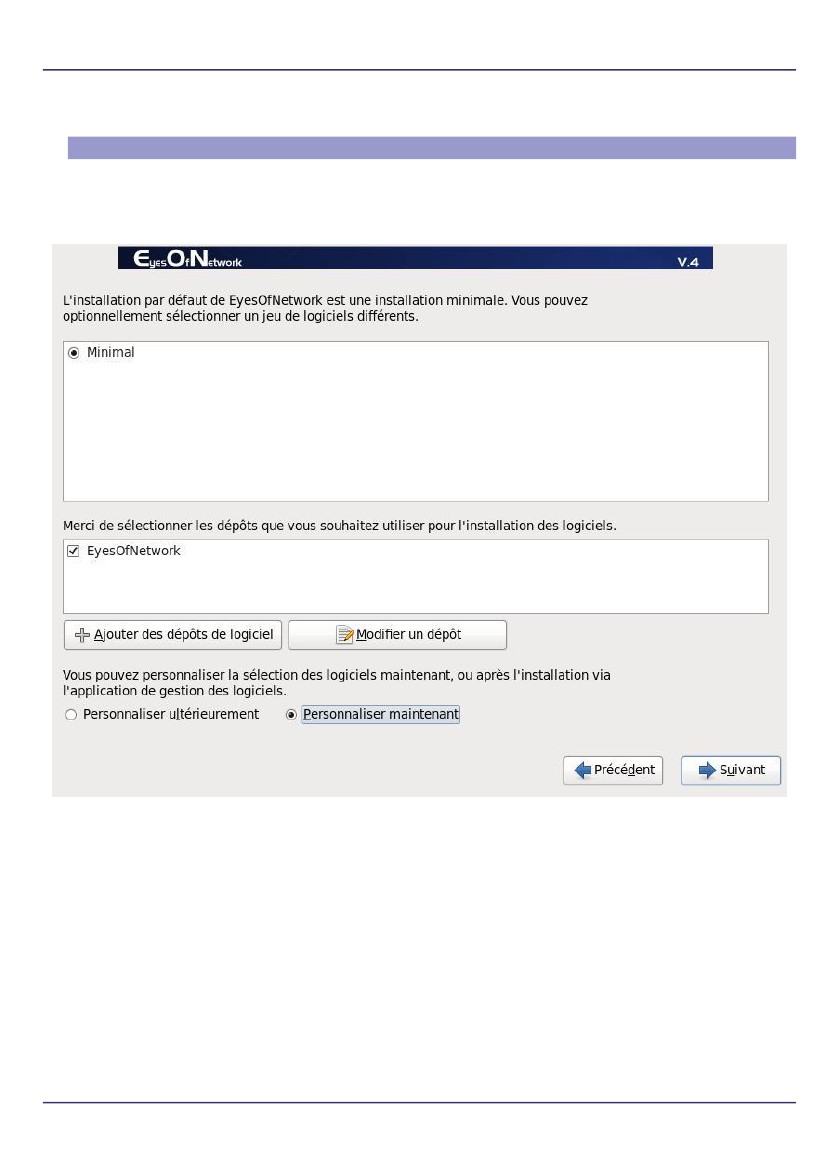 EyesOfNetwork V.4
L'installation par défaut de EyesOfNetwork est une installation minimale. Vous pouvez
optionnellement sélectionner un jeu de logiciels différents.
Minimal
Merci de sélectionner les dépôts que vous souhaitez utiliser pour l'installation des logiciels.
EyesOfNetwork
Ajouter des dépôts de logiciel Modifier un dépôt
Vous pouvez personnaliser la sélection des logiciels maintenant, ou après l'installation via
l'application de gestion des logiciels.
Personnaliser ultérieurement Personnaliser maintenant
Précédent Suivant